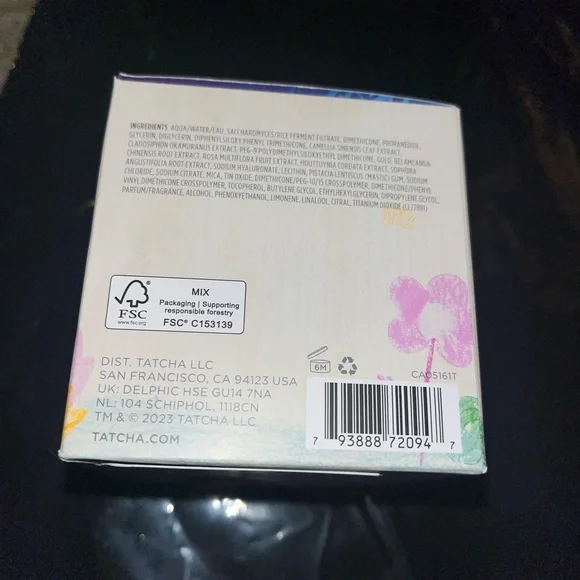 INGREDIENTS AQUA/WATER/EAU, SACCHAROMYCES/RICE FERMENT FILTRATE, DIMETHICONE, PROPANEDIOL,
GLYCERIN, DIGLYCERIN, DIPHENYLSILOXY PHENYL TRIMETHICONE, CAMELLIA SINENSIS LEAF EXTRACT,
CLADOSIPHON OKAMURANUS EXTRACT, PEG-9 POLYDIMETHYLSILOXYETHYL DIMETHICONE, GOLD, BELAMCANDA
CHINENSIS ROOT EXTRACT, ROSA MULTIFLORA FRUIT EXTRACT, HOUTTUYNIA CORDATA EXTRACT, SOPHORA
ANGUSTIFOLIA ROOT EXTRACT, SODIUM HYALURONATE, LECITHIN, PISTACIA LENTISCUS (MASTIC) GUM, SODIUM
CHLORIDE, SODIUM CITRATE, MICA, TIN OXIDE, DIMETHICONE/PEG-10/15 CROSSPOLYMER, DIMETHICONE/PHENYL
VINYL DIMETHICONE CROSSPOLYMER, TOCOPHEROL, BUTYLENE GLYCOL, ETHYLHEXYLGLYCERIN, DIPROPYLENE GLYCOL,
PARFUM/FRAGRANCE, ALCOHOL, PHENOXYETHANOL, LIMONENE, LINALOOL, CITRAL, TITANIUM DIOXIDE (CI 77891)
FSC
www.fsc.org
MIX
Packaging | Supporting
responsible forestry
FSC® C153139
DIST. TATCHA LLC
SAN FRANCISCO, CA 94123 USA
UK: DELPHIC HSE GU14 7NA
NL: 104 SCHIPHOL, 1118CN
TM & © 2023 TATCHA LLC
TATCHA.COM
6M
CA05161T
7 93888 72094 7